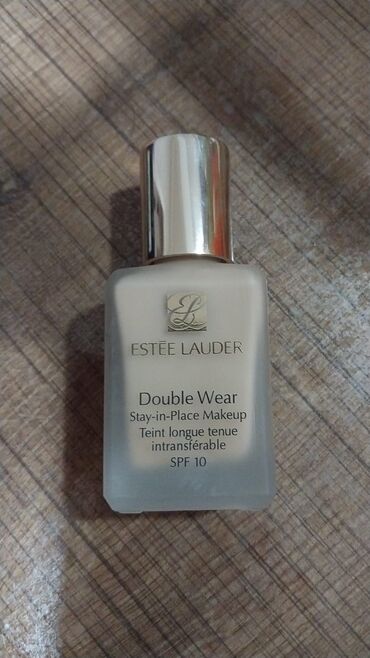 ESTĒE LAUDER
Double Wear
Stay-in-Place Makeup
Teint longue tenue
intransférable
SPF 10